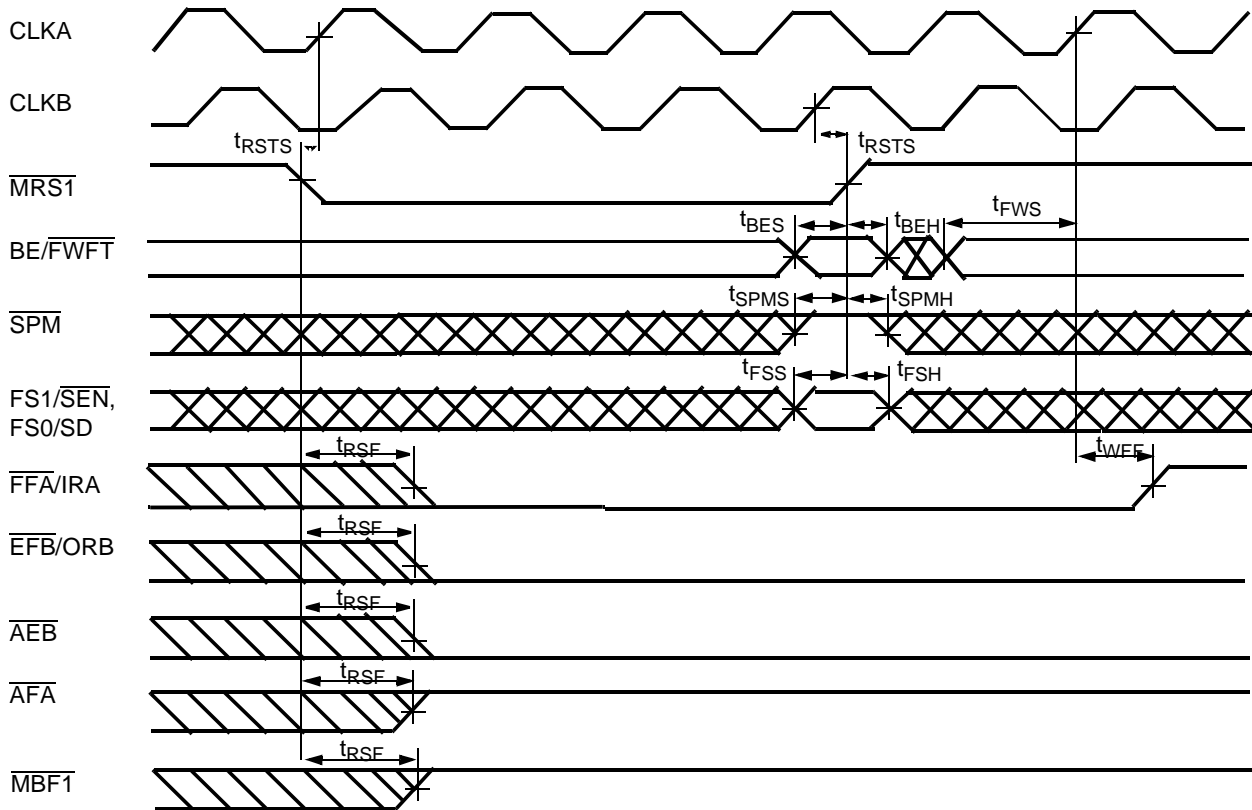 CLKA
CLKB
tRSTS
tRSTS
MRS1
tBES
tBEH
tFWS
BE/FWFT
tSPMS
tSPMH
SPM
tFSS
tFSH
FS1/SEN,
FS0/SD
tRSF
tWFF
FFA/IRA
tRSF
EFB/ORB
tRSF
AEB
tRSF
AFA
tRSF
MBF1